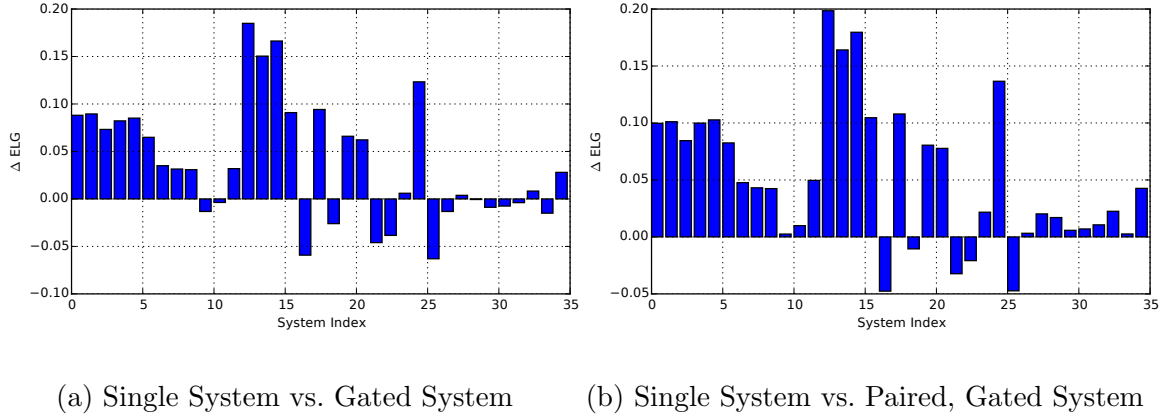 0.20
0.15
0.10
0.05
0.00
−0.05
−0.10
Δ ELG
0 5 10 15 20 25 30 35
System Index
(a) Single System vs. Gated System
0.20
0.15
0.10
0.05
0.00
−0.05
Δ ELG
0 5 10 15 20 25 30 35
System Index
(b) Single System vs. Paired, Gated System